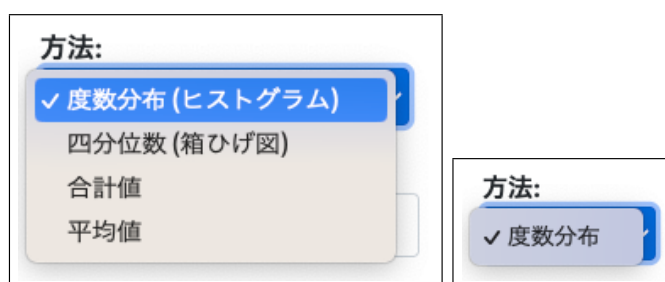 方法:
✓ 度数分布 (ヒストグラム)
四分位数 (箱ひげ図)
合計値
平均値
方法:
✓ 度数分布